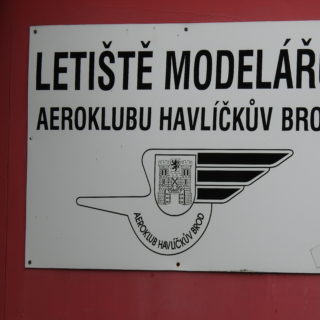 LETIŠTĚ MODELÁŘ
AEROKLUBU HAVLÍČKŮV BRO
AEROKLUB HAVLÍČKŮV BROD